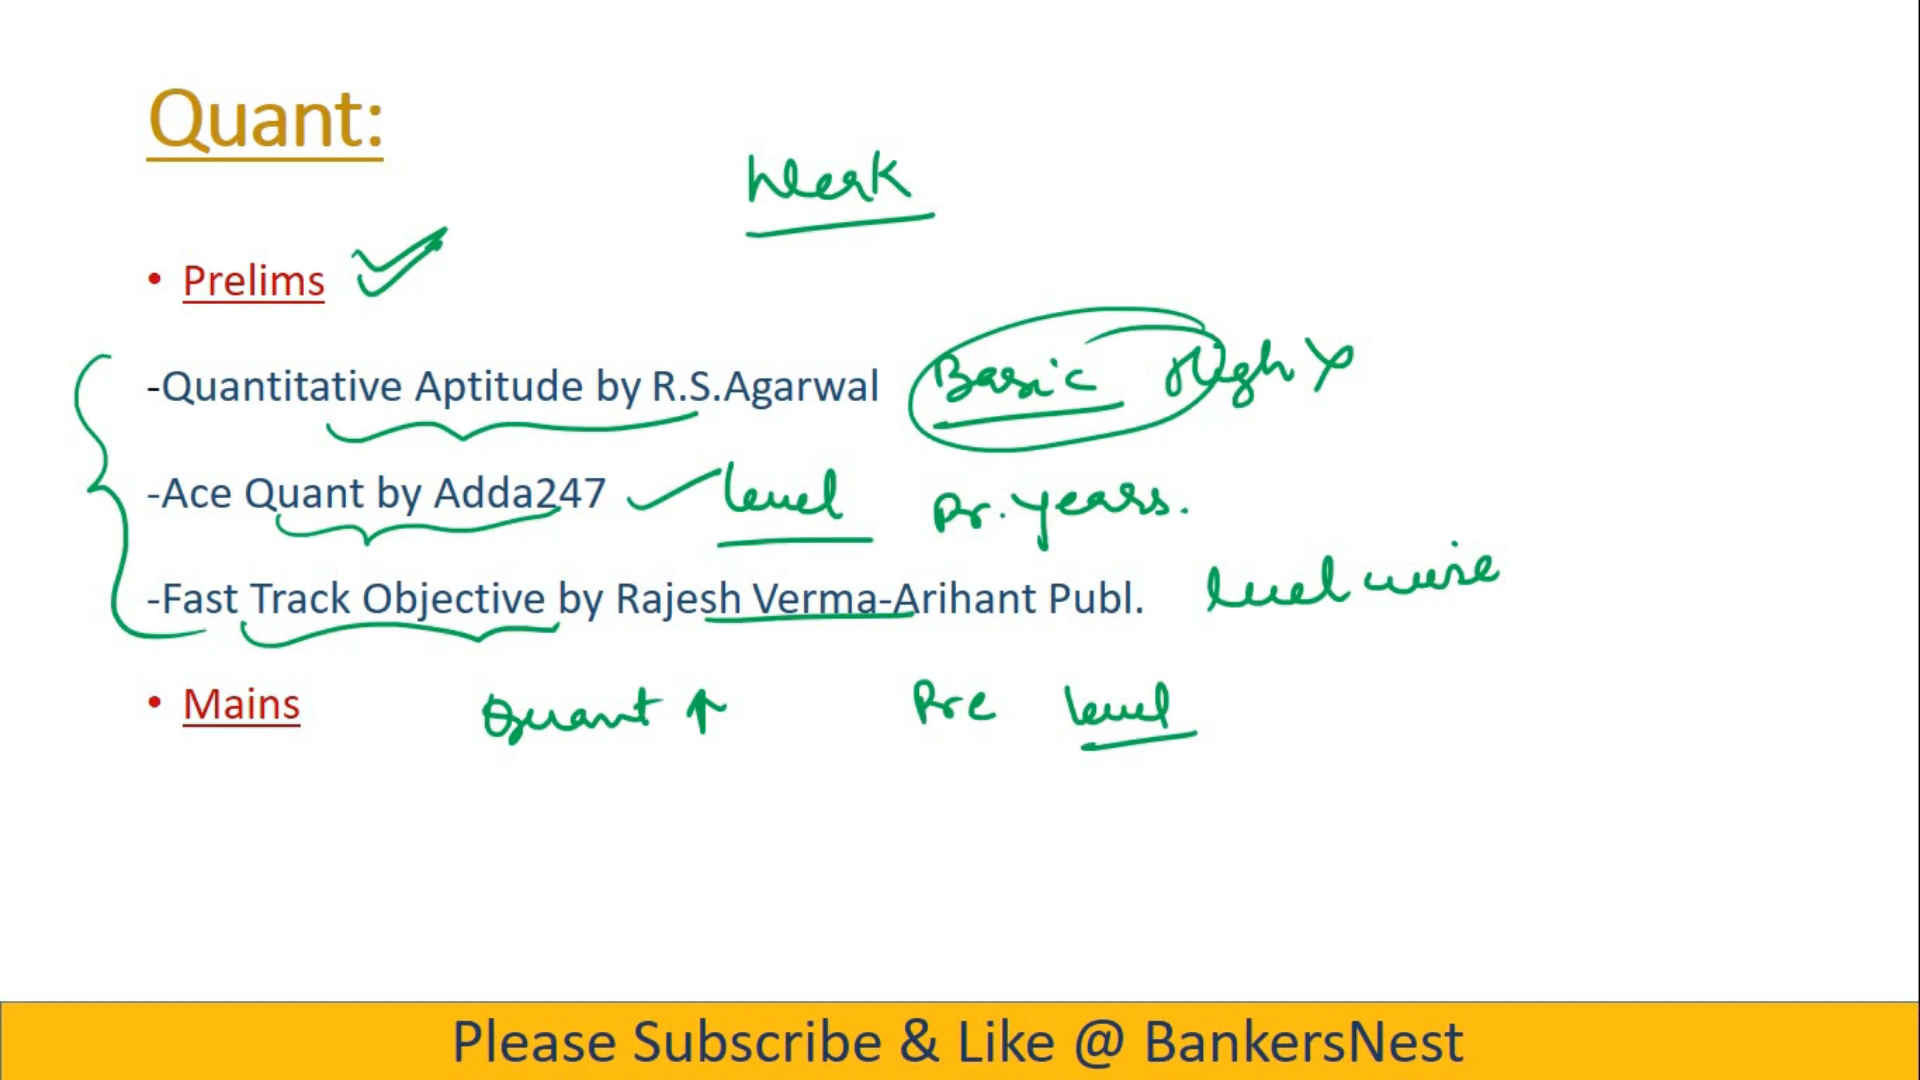 Quant:
Weak
• Prelims
-Quantitative Aptitude by R.S.Agarwal Basic High
-Ace Quant by Adda247 level Pr. years.
-Fast Track Objective by Rajesh Verma-Arihant Publ. level wise
• Mains Quant ↑ Pre level
Please Subscribe & Like @ BankersNest